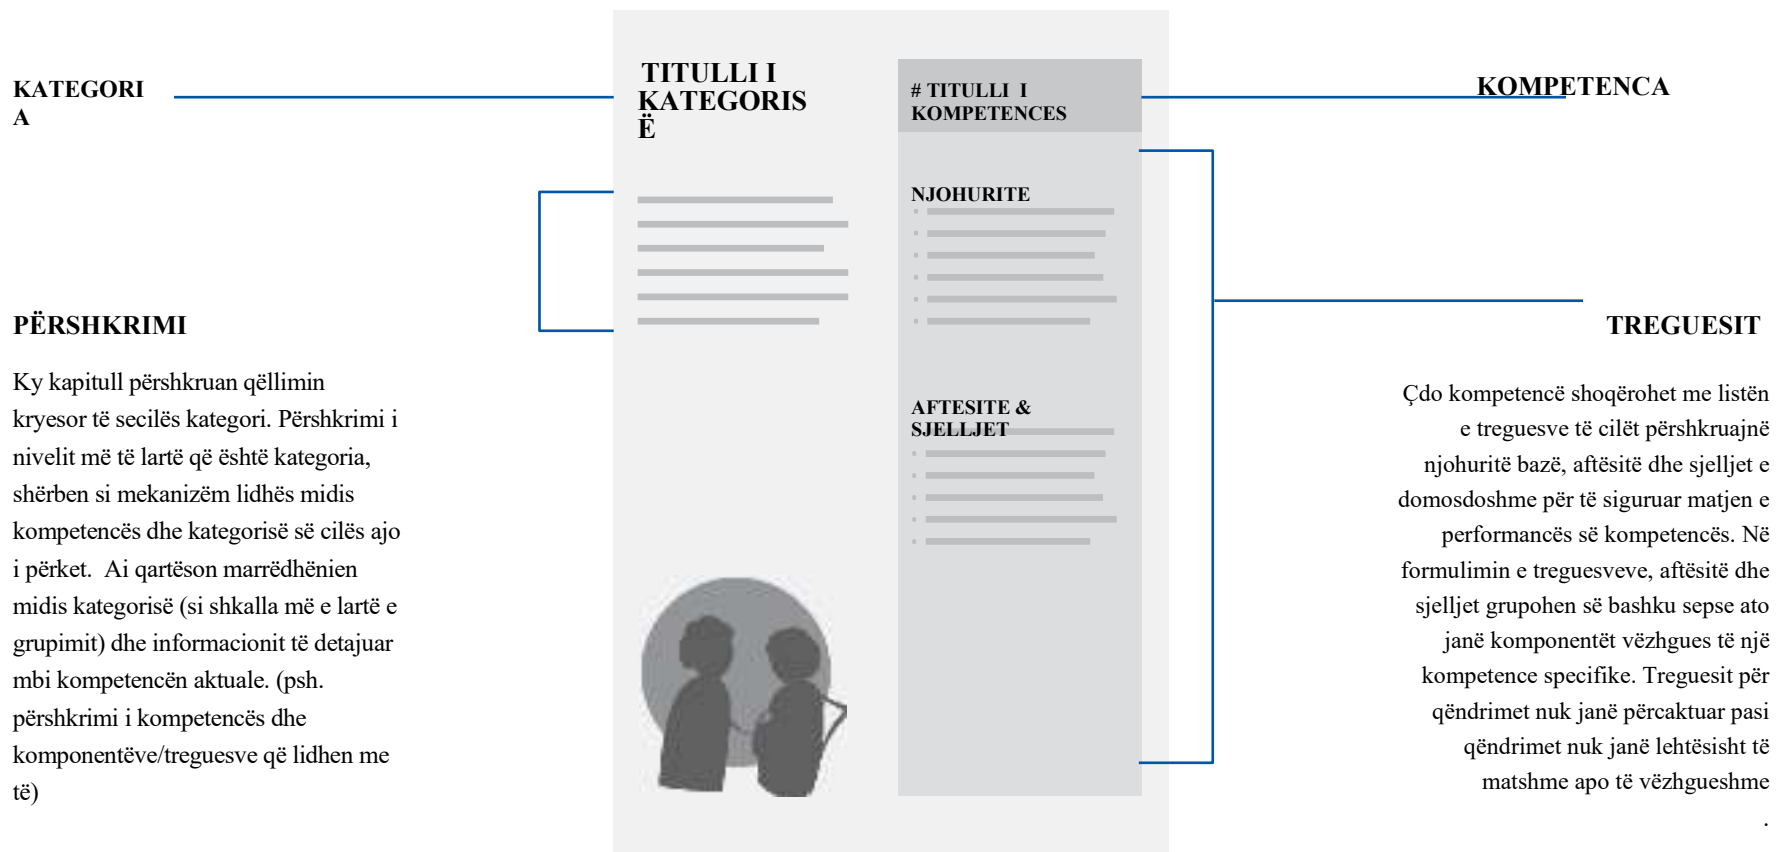 KATEGORI
A
PËRSHKRIMI
Ky kapitull përshkruan qëllimin
kryesor të secilës kategori. Përshkrimi i
nivelit më të lartë që është kategoria,
shërben si mekanizëm lidhës midis
kompetencës dhe kategorisë së cilës ajo
i përket.  Ai qartëson marrëdhënien
midis kategorisë (si shkalla më e lartë e
grupimit) dhe informacionit të detajuar
mbi kompetencën aktuale. (psh.
përshkrimi i kompetencës dhe
komponentëve/treguesve që lidhen me
të)
TITULLI I
KATEGORIS
Ë
# TITULLI  I
KOMPETENCES
NJOHURITE
AFTESITE &
SJELLJET
KOMPETENCA
TREGUESIT
Çdo kompetencë shoqërohet me listën
e treguesve të cilët përshkruajnë
njohuritë bazë, aftësitë dhe sjelljet e
domosdoshme për të siguruar matjen e
performancës së kompetencës. Në
formulimin e treguesveve, aftësitë dhe
sjelljet grupohen së bashku sepse ato
janë komponentët vëzhgues të një
kompetence specifike. Treguesit për
qëndrimet nuk janë përcaktuar pasi
qëndrimet nuk janë lehtësisht të
matshme apo të vëzhgueshme
.